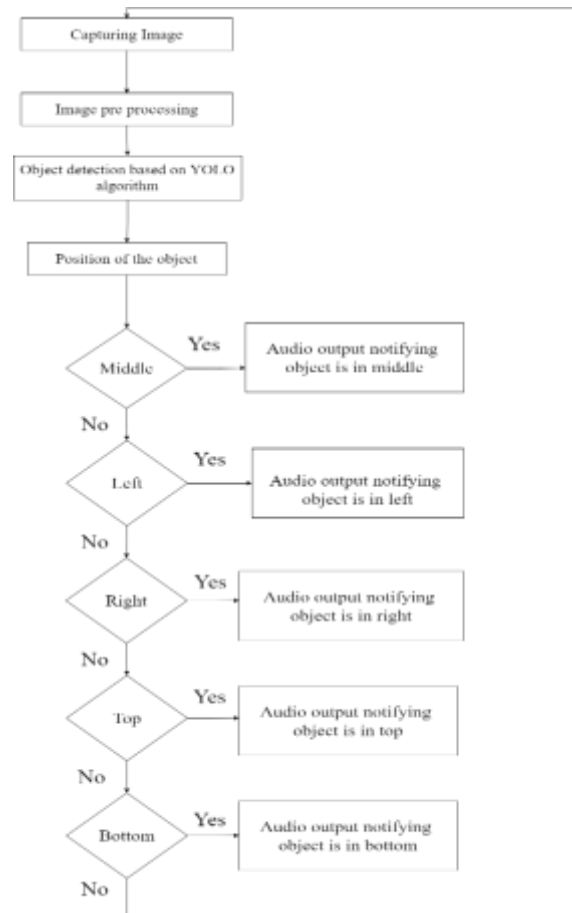 Capturing Image
Image pre processing
Object detection based on YOLO
algorithm
Position of the object
Middle
Yes
Audio output notifying
object is in middle
No
Left
Yes
Audio output notifying
object is in left
No
Right
Yes
Audio output notifying
object is in right
No
Top
Yes
Audio output notifying
object is in top
No
Bottom
Yes
Audio output notifying
object is in bottom
No